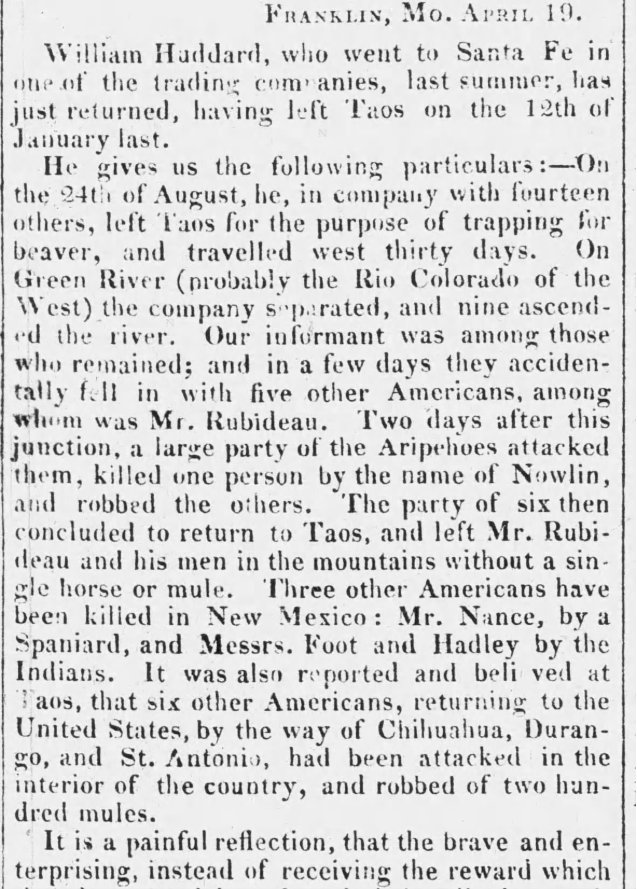 FRANKLIN, MO. APRIL 19.
William Huddard, who went to Santa Fe in
one of the trading companies, last summer, has
just returned, having left Taos on the 12th of
January last.
He gives us the following particulars:—On
the 24th of August, he, in company with fourteen
others, left Taos for the purpose of trapping for
beaver, and travelled west thirty days. On
Green River (probably the Rio Colorado of the
West) the company separated, and nine ascend-
ed the river. Our informant was among those
who remained; and in a few days they acciden-
tally fell in with five other Americans, among
whom was Mr. Rubideau. Two days after this
junction, a large party of the Aripehoes attacked
them, killed one person by the name of Nowlin,
and robbed the others. The party of six then
concluded to return to Taos, and left Mr. Rubi-
deau and his men in the mountains without a sin-
gle horse or mule. Three other Americans have
been killed in New Mexico: Mr. Nance, by a
Spaniard, and Messrs. Foot and Hadley by the
Indians. It was also reported and believed at
Taos, that six other Americans, returning to the
United States, by the way of Chihuahua, Duran-
go, and St. Antonio, had been attacked in the
interior of the country, and robbed of two hun-
dred mules.
It is a painful reflection, that the brave and en-
terprising, instead of receiving the reward which